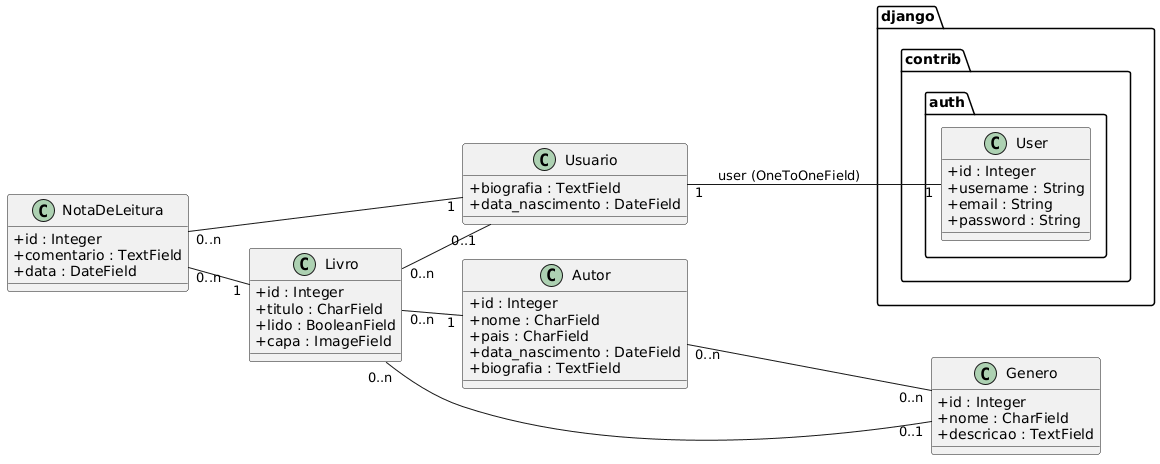 django
contrib
auth
C User
+id : Integer
+username : String
+email : String
+password : String
C Usuario
+biografia : TextField
+data_nascimento : DateField
user (OneToOneField)
1
1
C NotaDeLeitura
+id : Integer
+comentario : TextField
+data : DateField
0..n
1
0..n
1
C Livro
+id : Integer
+titulo : CharField
+lido : BooleanField
+capa : ImageField
0..1
0..n
0..n
1
0..n
C Autor
+id : Integer
+nome : CharField
+pais : CharField
+data_nascimento : DateField
+biografia : TextField
0..n
0..n
0..1
C Genero
+id : Integer
+nome : CharField
+descricao : TextField